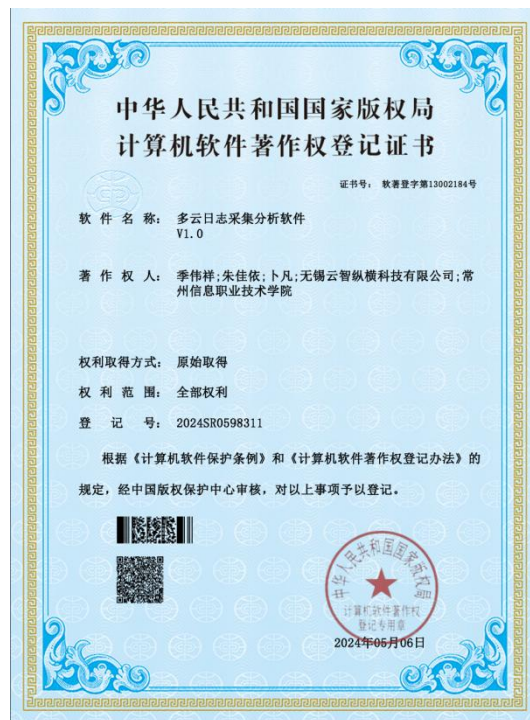 中华人民共和国国家版权局
计算机软件著作权登记证书
证书号： 软著登字第13002184号
软 件 名 称： 多云日志采集分析软件
V1.0
著 作 权 人： 季伟祥;朱佳依;卜凡;无锡云智纵横科技有限公司;常
州信息职业技术学院
权利取得方式： 原始取得
权 利 范 围： 全部权利
登 记 号： 2024SR0598311
根据《计算机软件保护条例》和《计算机软件著作权登记办法》的
规定，经中国版权保护中心审核，对以上事项予以登记。
中华人民共和国国家版权局
计算机软件著作权
登记专用章
2024年05月06日